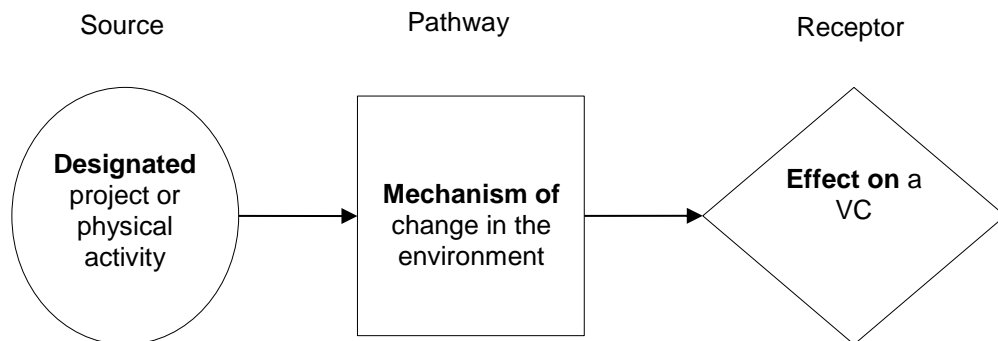 Source
Pathway
Receptor
Designated
project or
physical
activity
Mechanism of
change in the
environment
Effect on a
VC